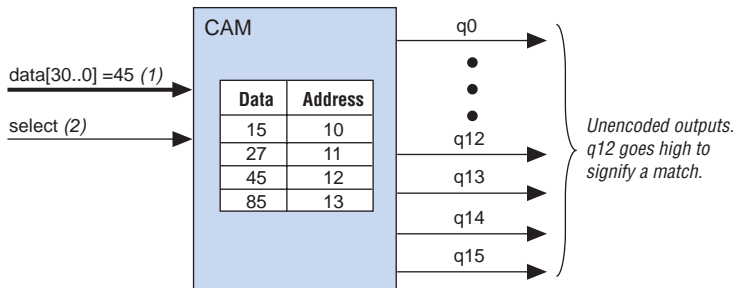 CAM
q0
data[30..0] =45 (1)
select (2)
Data Address
15 10
27 11
45 12
85 13
q12
q13
q14
q15
Unencoded outputs.
q12 goes high to
signify a match.